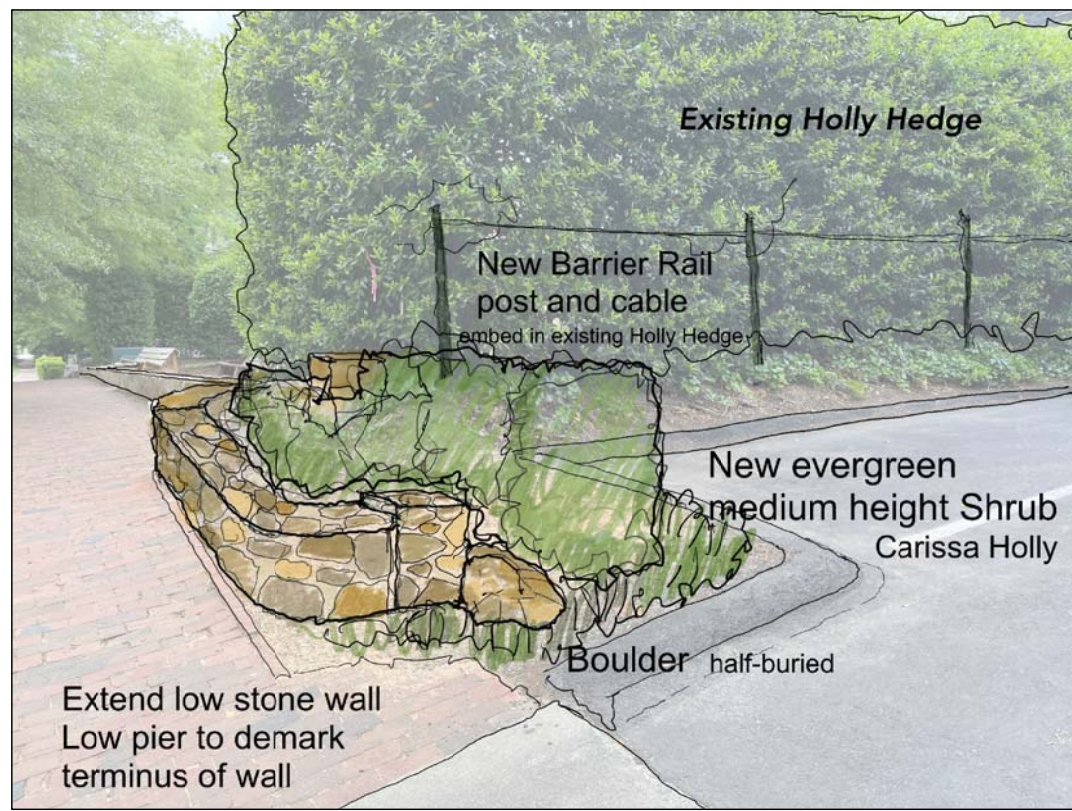 Existing Holly Hedge
New Barrier Rail
post and cable
embed in existing Holly Hedge
New evergreen
medium height Shrub
Carissa Holly
Boulder half-buried
Extend low stone wall
Low pier to demark
terminus of wall